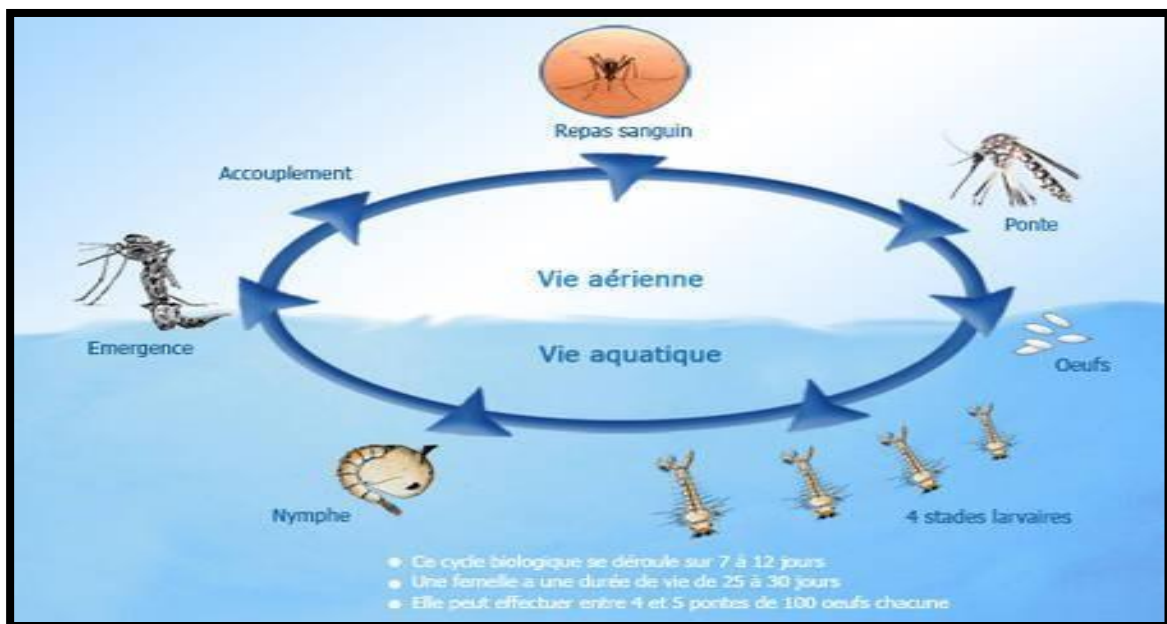 Repas sanguin
Accouplement
Ponte
Vie aérienne
Emergence
Vie aquatique
Oeufs
Nymphe
4 stades larvaires
Ce cycle biologique se déroule sur 7 à 12 jours
Une femelle a une durée de vie de 25 à 30 jours
Elle peut effectuer entre 4 et 5 pontes de 100 oeufs chacune